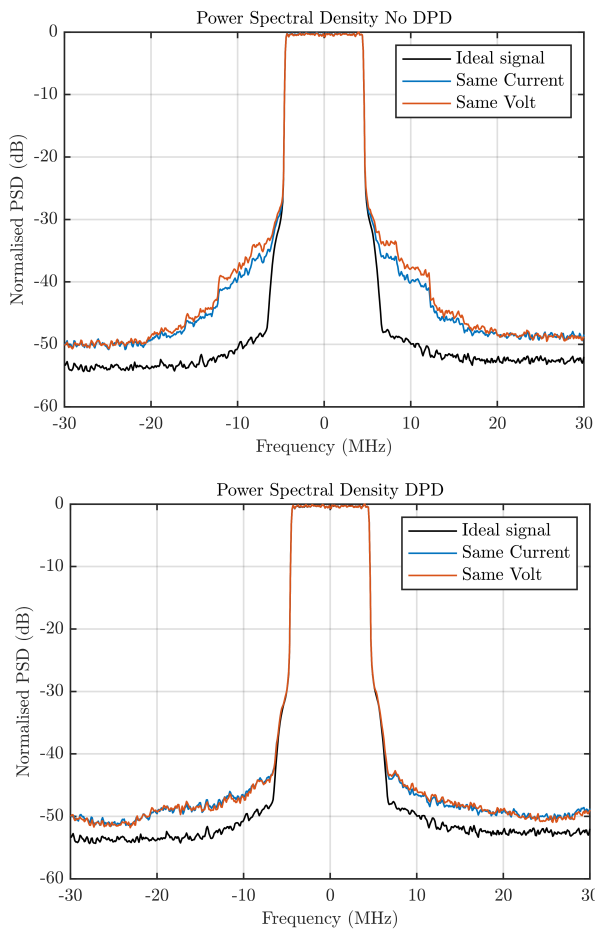 Power Spectral Density No DPD
Ideal signal
Same Current
Same Volt
0
-10
-20
-30
-40
-50
-60
Normalised PSD (dB)
-30 -20 -10 0 10 20 30
Frequency (MHz)
Power Spectral Density DPD
Ideal signal
Same Current
Same Volt
0
-10
-20
-30
-40
-50
-60
Normalised PSD (dB)
-30 -20 -10 0 10 20 30
Frequency (MHz)